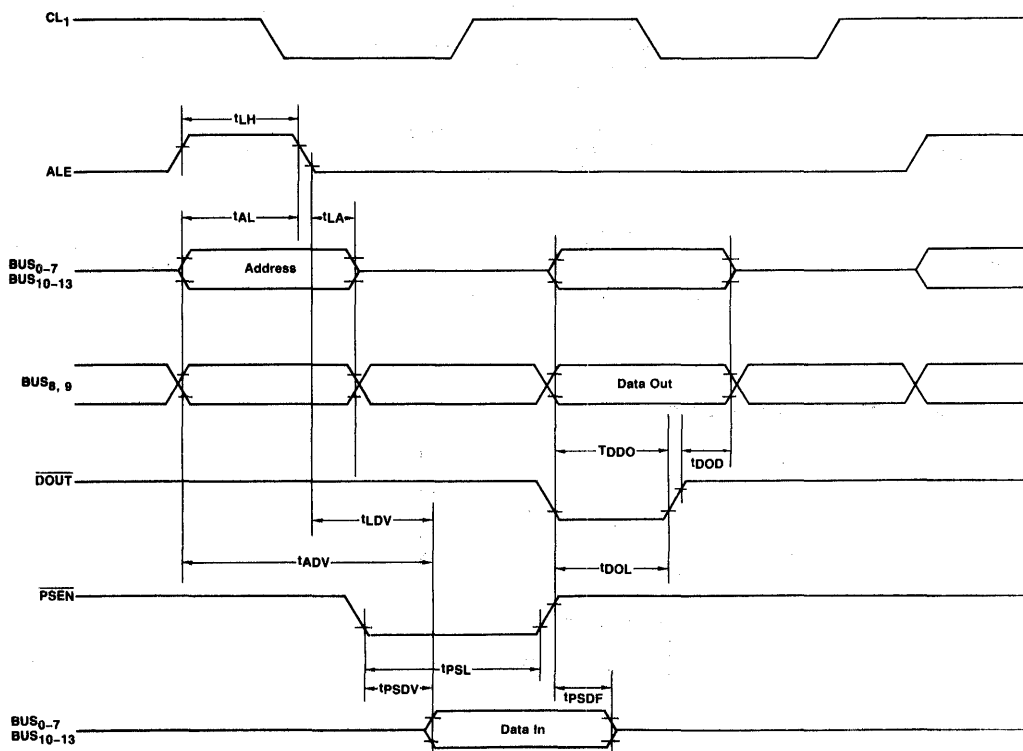 CL1
tLH
ALE
tAL
tLA
BUS0-7
BUS10-13
Address
BUS8, 9
Data Out
TDDO
tDOD
DOUT
tLDV
tADV
tDOL
PSEN
tPSL
tPSDV
tPSDF
BUS0-7
BUS10-13
Data In